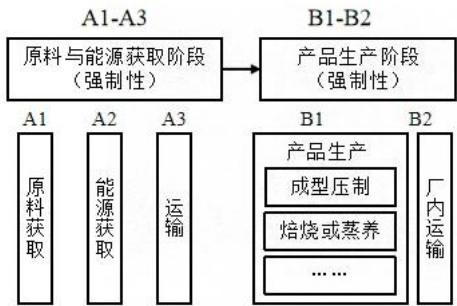 A1-A3
B1-B2
原料与能源获取阶段
（强制性）
产品生产阶段
（强制性）
A1
A2
A3
B1
B2
原料获取
能源获取
运输
产品生产
成型压制
焙烧或蒸养
……
厂内运输